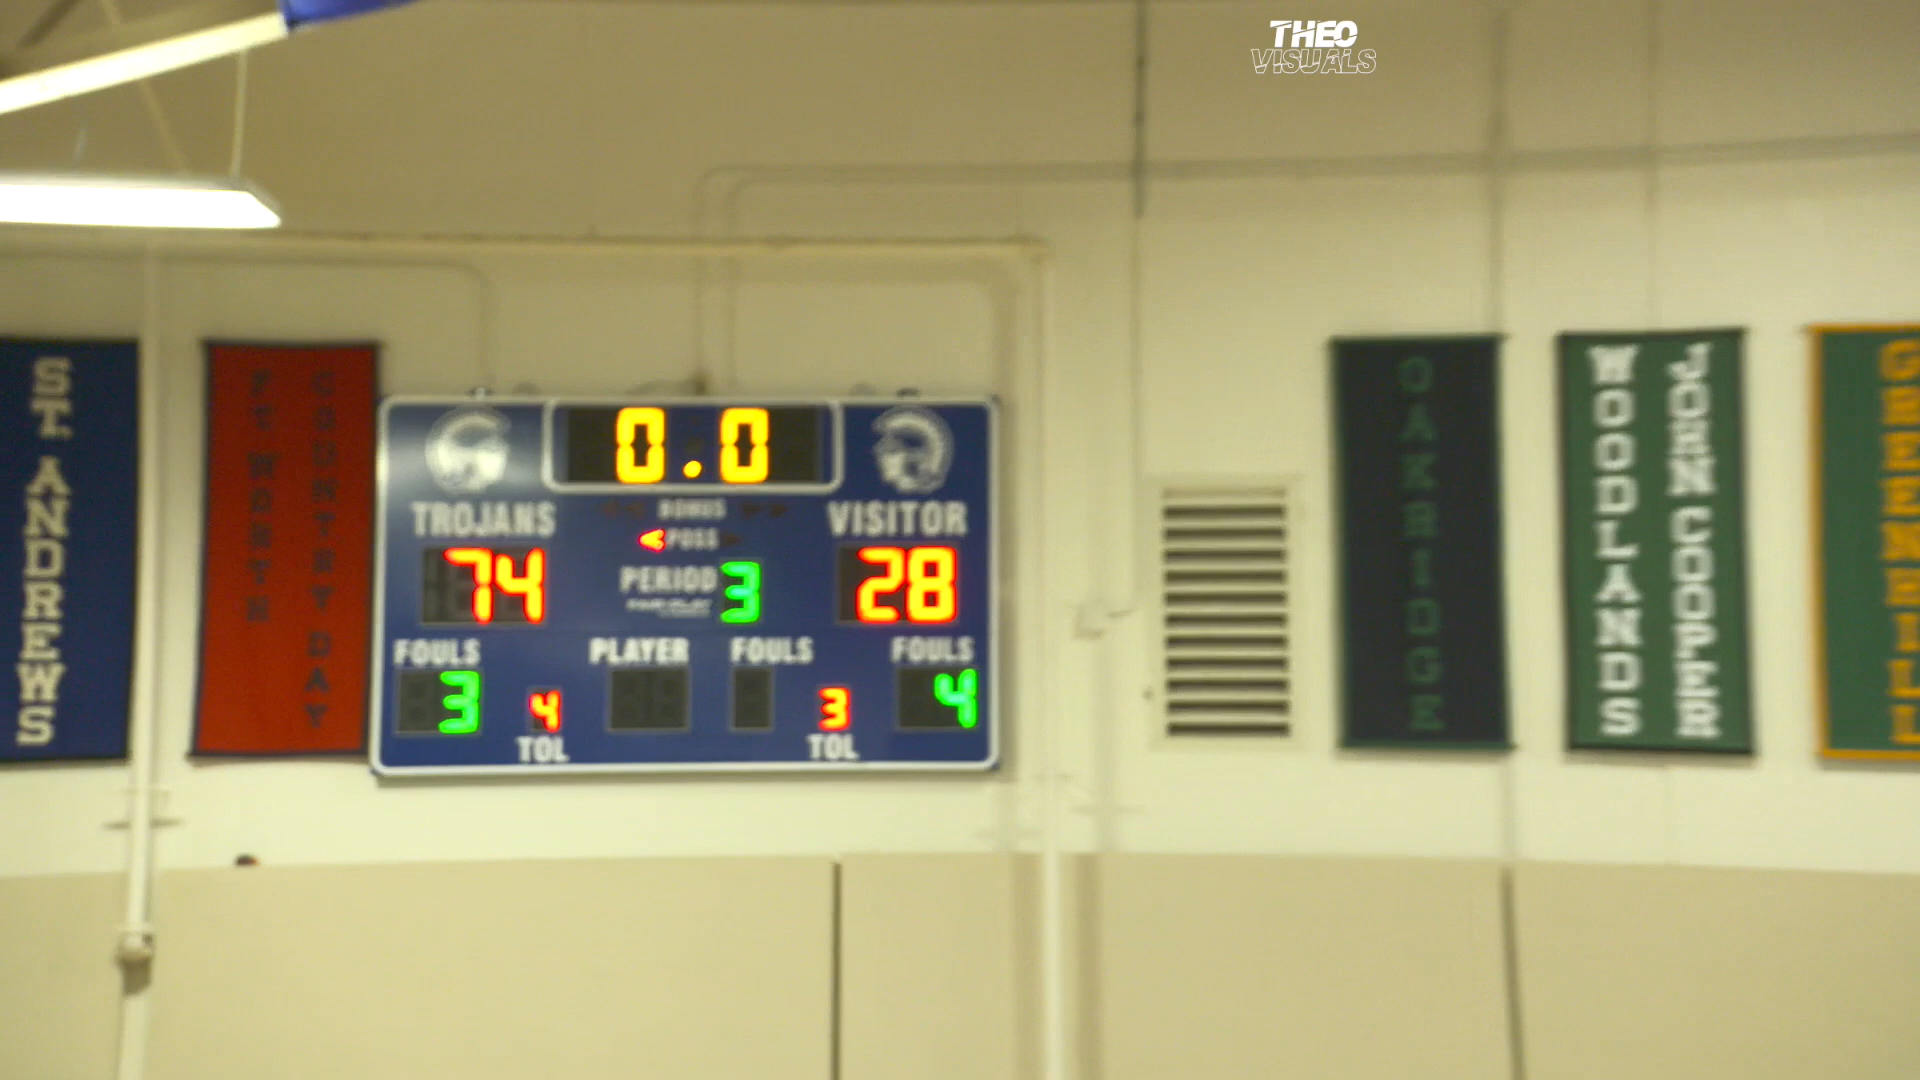 THEO
VISUALS
ST. ANDREWS
FT WORTH
COUNTRY DAY
0.0
TROJANS
BONUS
VISITOR
POSS
74
PERIOD 3
28
FOULS
PLAYER
FOULS
FOULS
3
4
3
4
TOL
TOL
OAKRIDGE
WOODLANDS
JOHN COOPER
GREENHILL